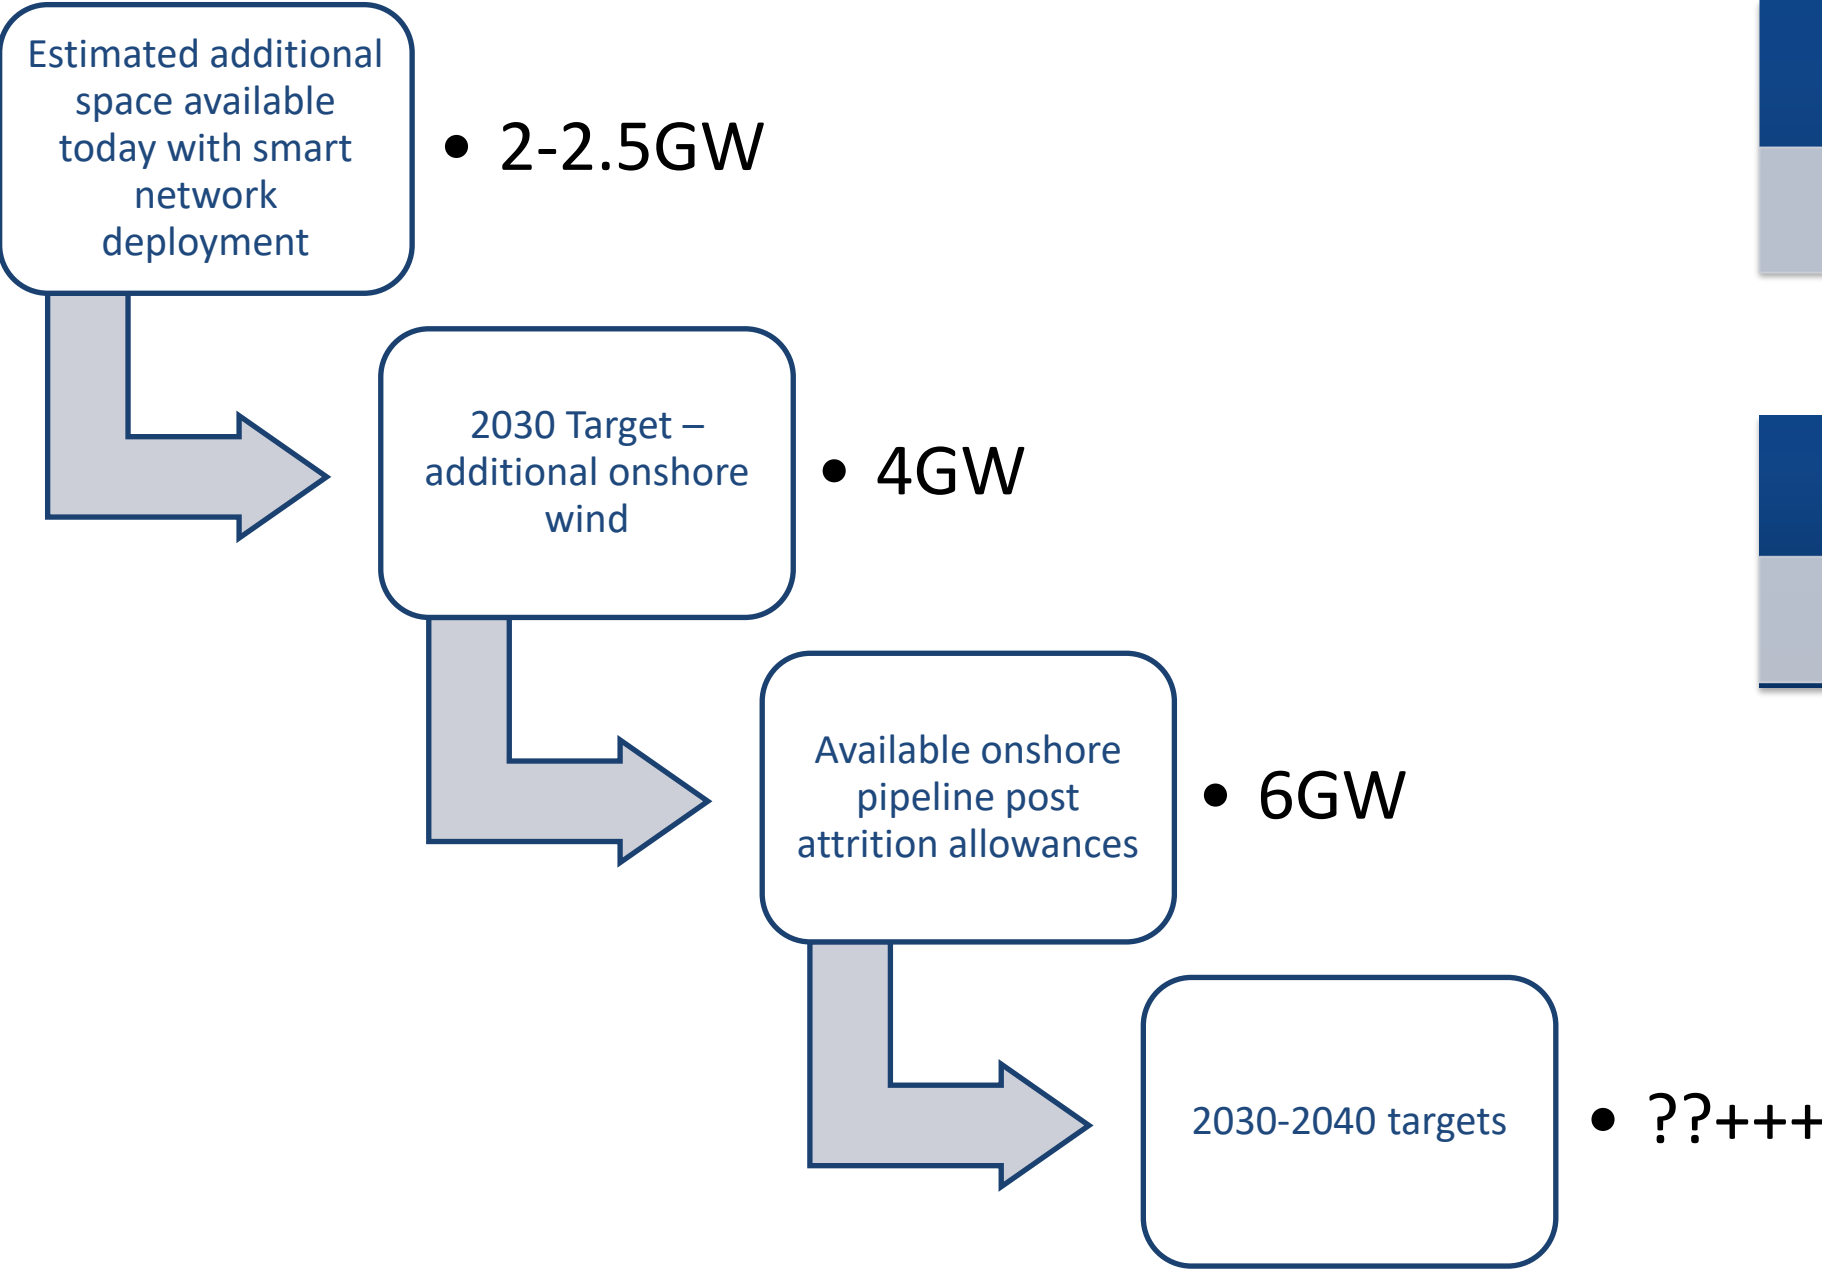 Estimated additional
space available
today with smart
network
deployment
• 2-2.5GW
2030 Target –
additional onshore
wind
• 4GW
Available onshore
pipeline post
attrition allowances
• 6GW
2030-2040 targets
• ??+++